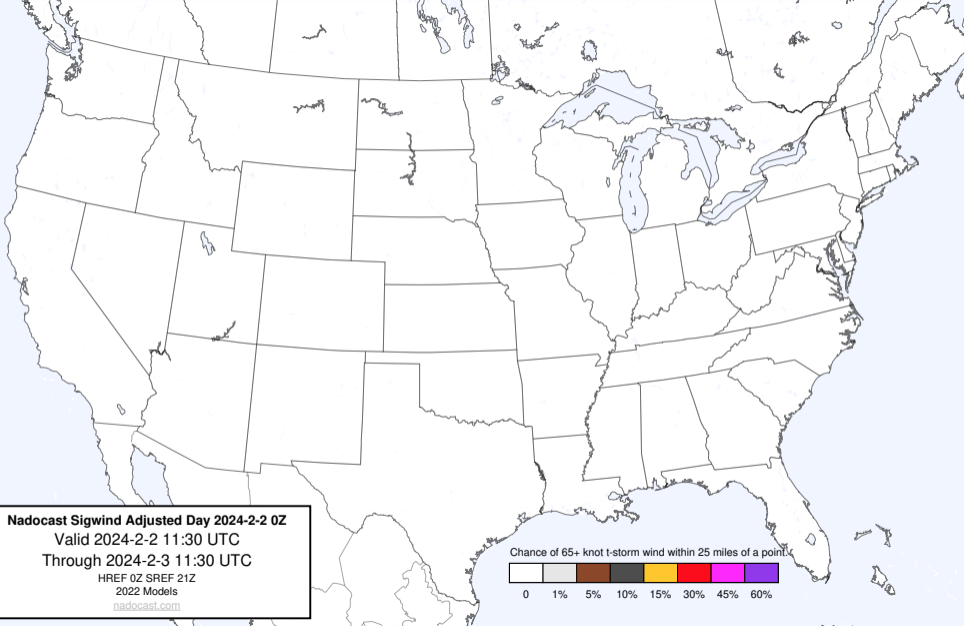 Nadocast Sigwind Adjusted Day 2024-2-2 0Z
Valid 2024-2-2 11:30 UTC
Through 2024-2-3 11:30 UTC
HREF 0Z SREF 21Z
2022 Models
nadocast.com
Chance of 65+ knot t-storm wind within 25 miles of a point.
0 1% 5% 10% 15% 30% 45% 60%